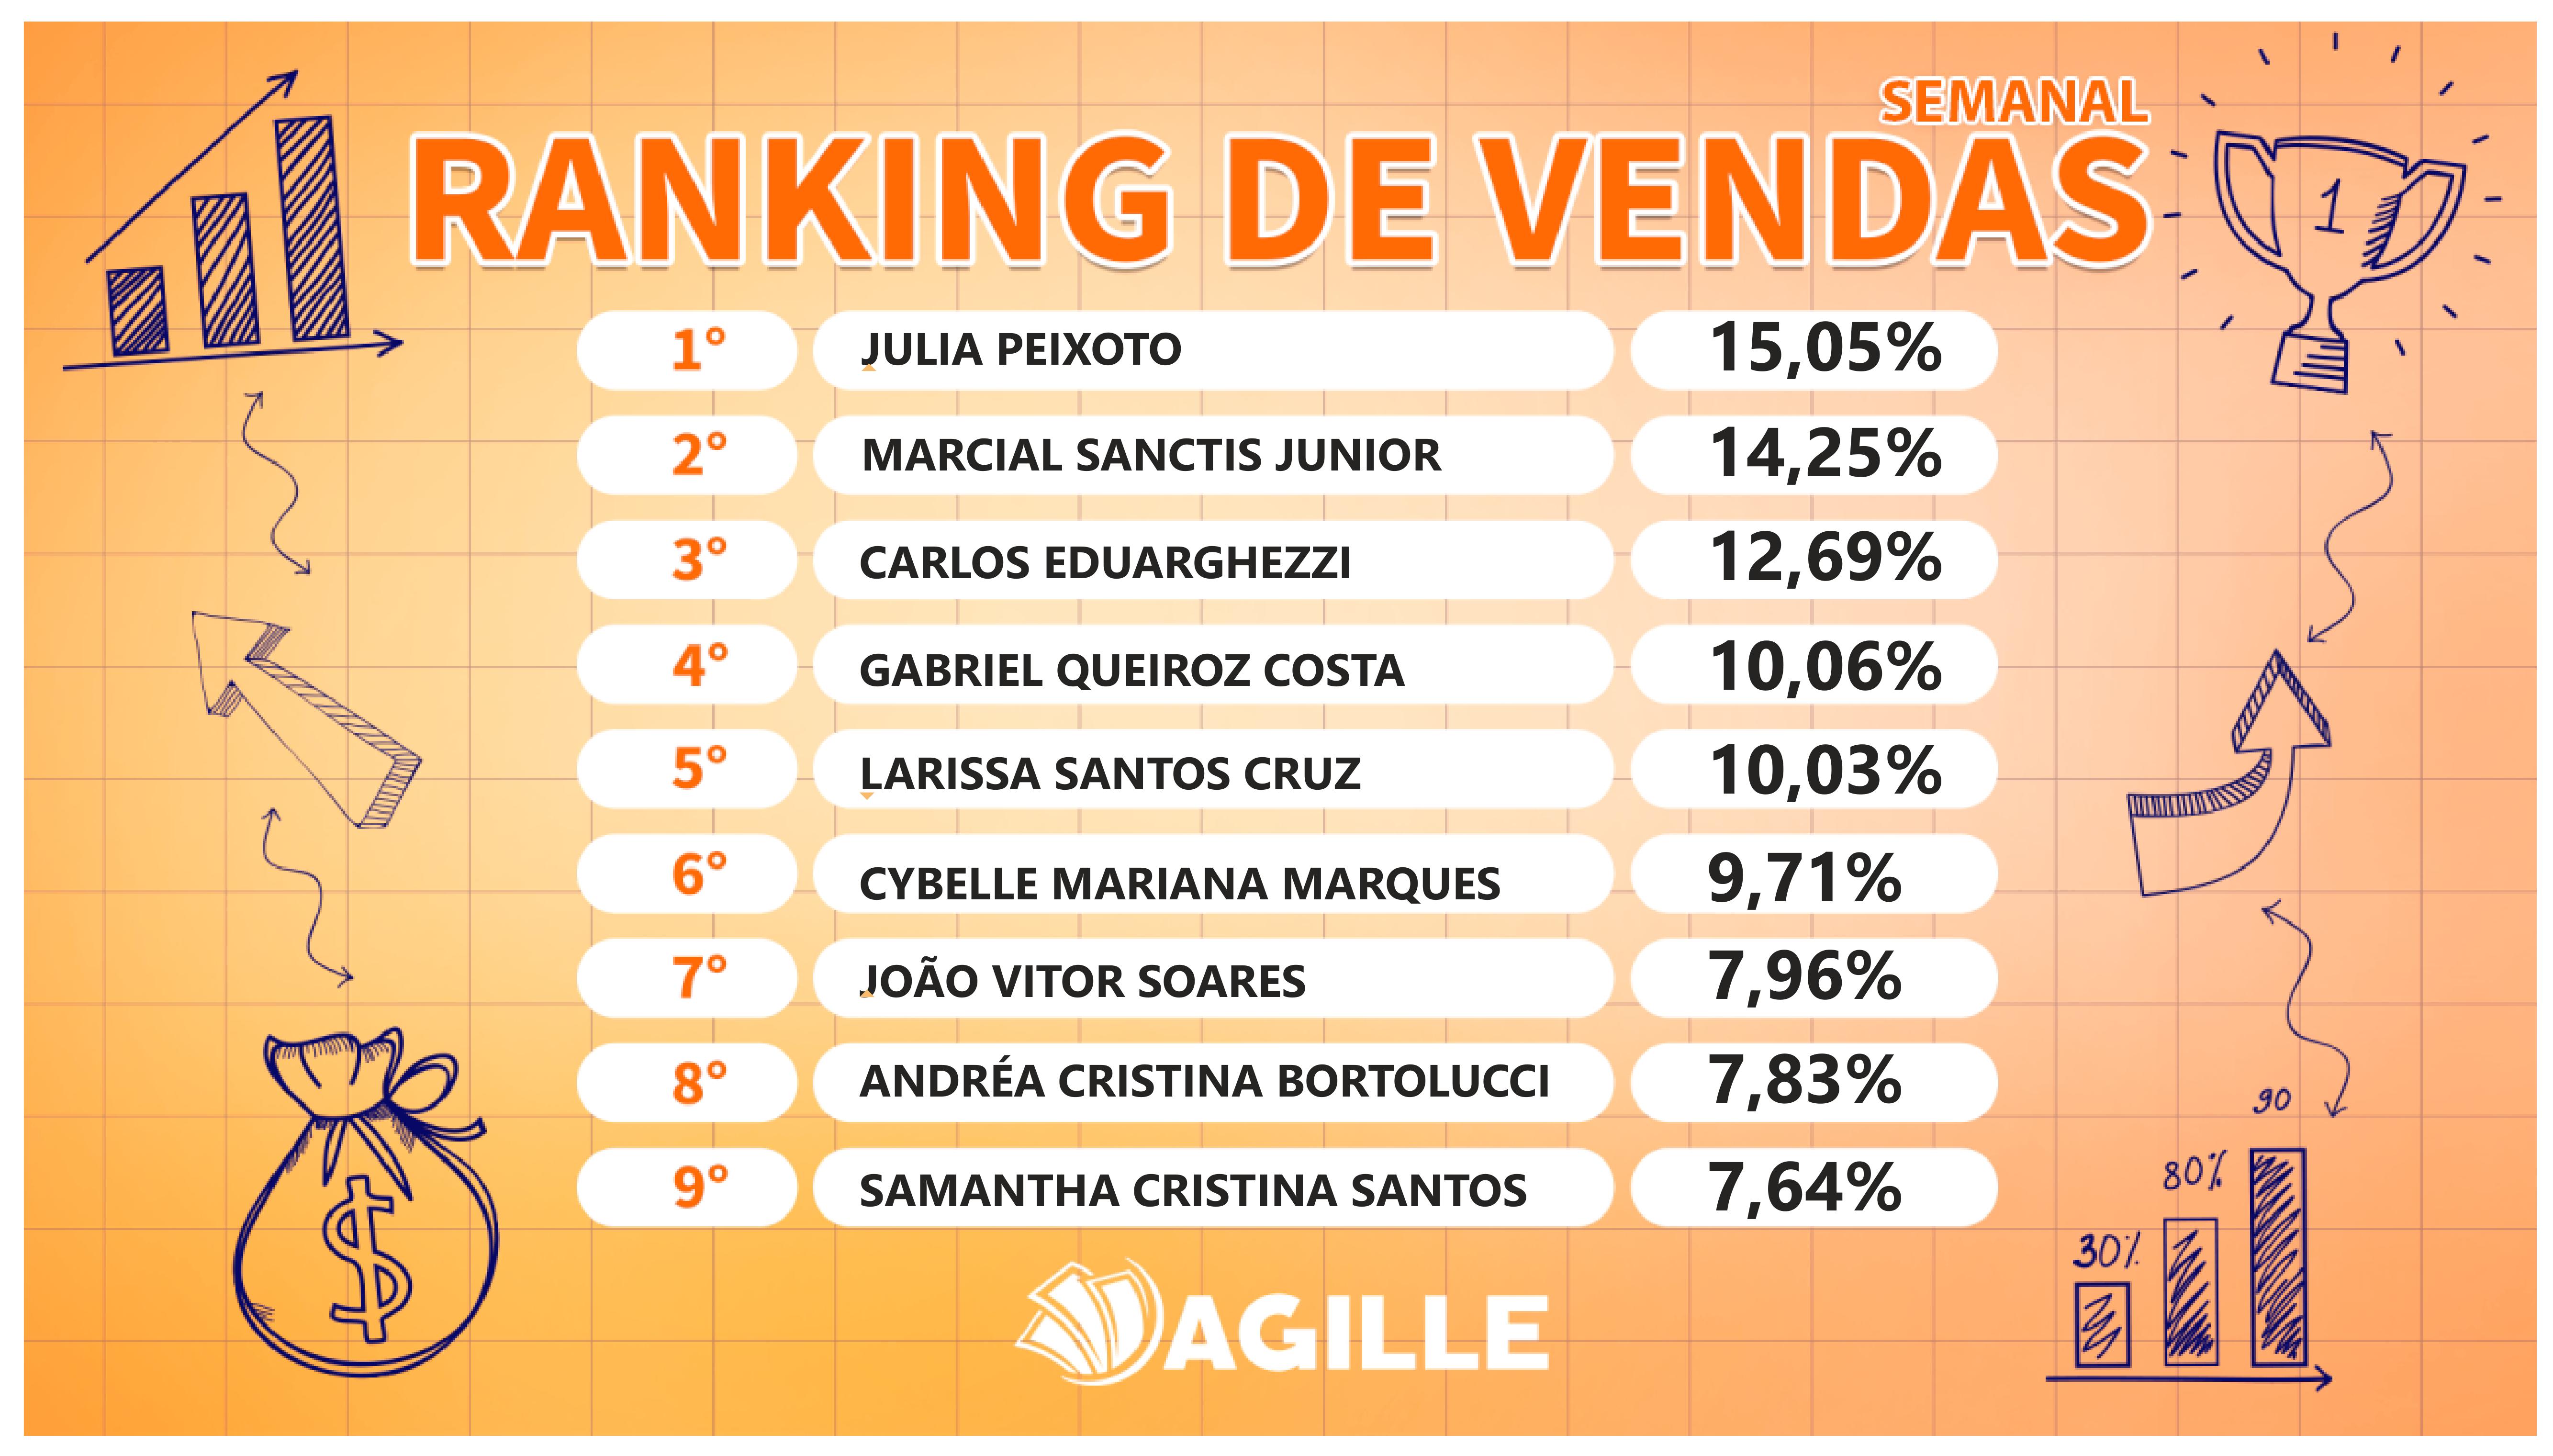 SEMANAL
RANKING DE VENDAS
1
1° JULIA PEIXOTO 15,05%
2° MARCIAL SANCTIS JUNIOR 14,25%
3° CARLOS EDUARGHEZZI 12,69%
4° GABRIEL QUEIROZ COSTA 10,06%
5° LARISSA SANTOS CRUZ 10,03%
6° CYBELLE MARIANA MARQUES 9,71%
7° JOÃO VITOR SOARES 7,96%
8° ANDRÉA CRISTINA BORTOLUCCI 7,83%
9° SAMANTHA CRISTINA SANTOS 7,64%
$
30%
80%
90
AGILLE